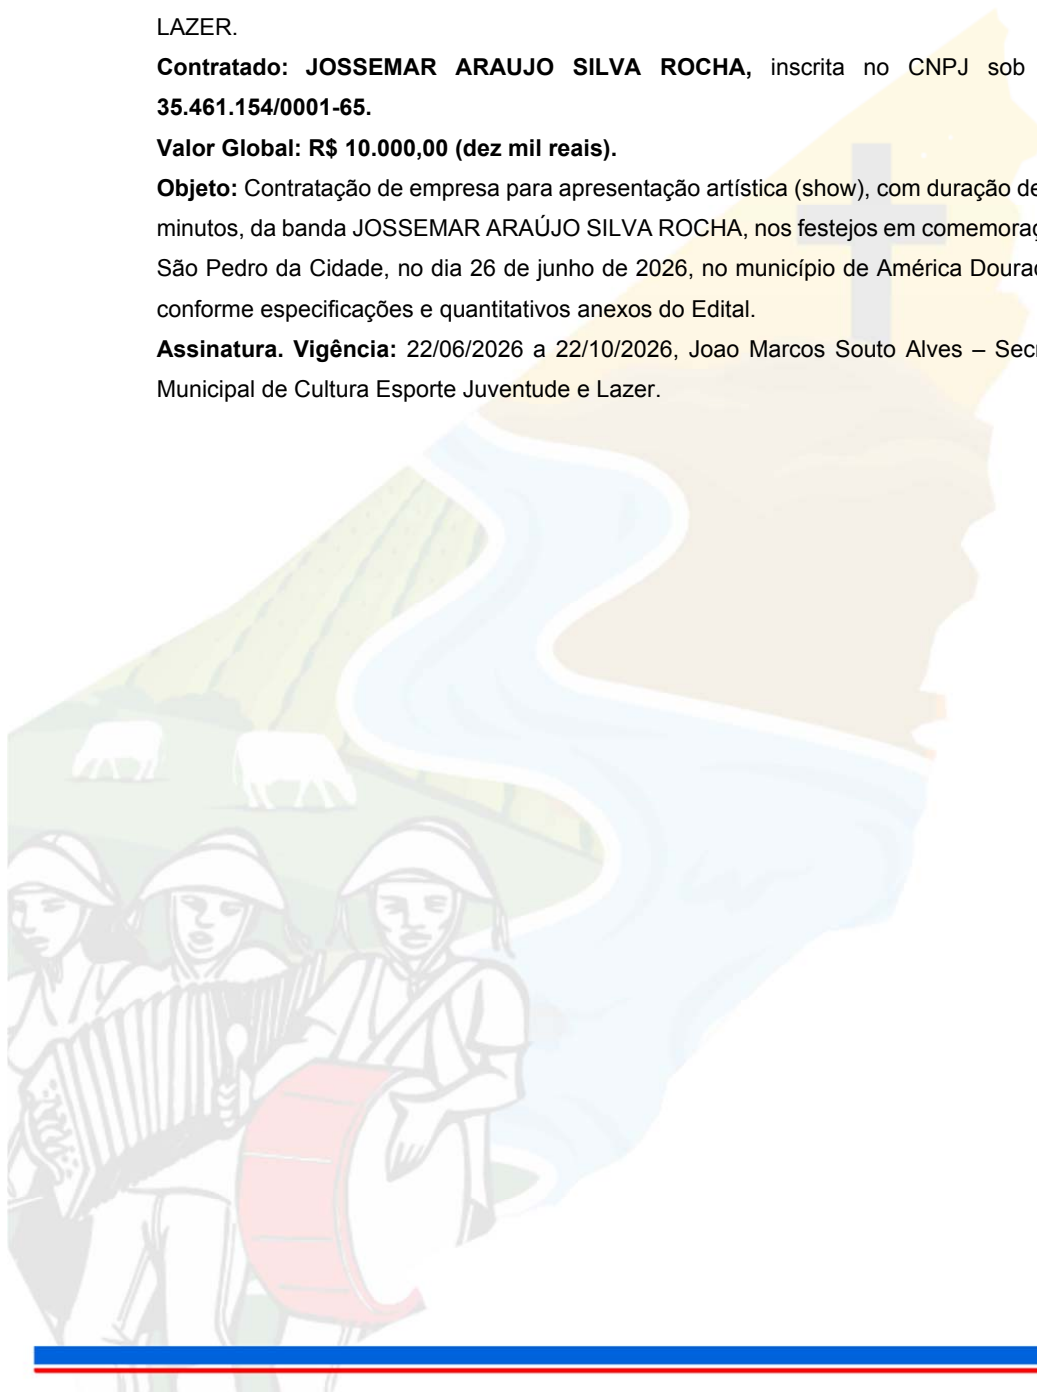 LAZER.
Contratado: JOSSEMAR ARAUJO SILVA ROCHA, inscrita no CNPJ sob
35.461.154/0001-65.
Valor Global: R$ 10.000,00 (dez mil reais).
Objeto: Contratação de empresa para apresentação artística (show), com duração de
minutos, da banda JOSSEMAR ARAÚJO SILVA ROCHA, nos festejos em
São Pedro da Cidade, no dia 26 de junho de 2026, no município de América
conforme especificações e quantitativos anexos do Edital.
Assinatura. Vigência: 22/06/2026 a 22/10/2026, Joao Marcos Souto Alves –
Municipal de Cultura Esporte Juventude e Lazer.